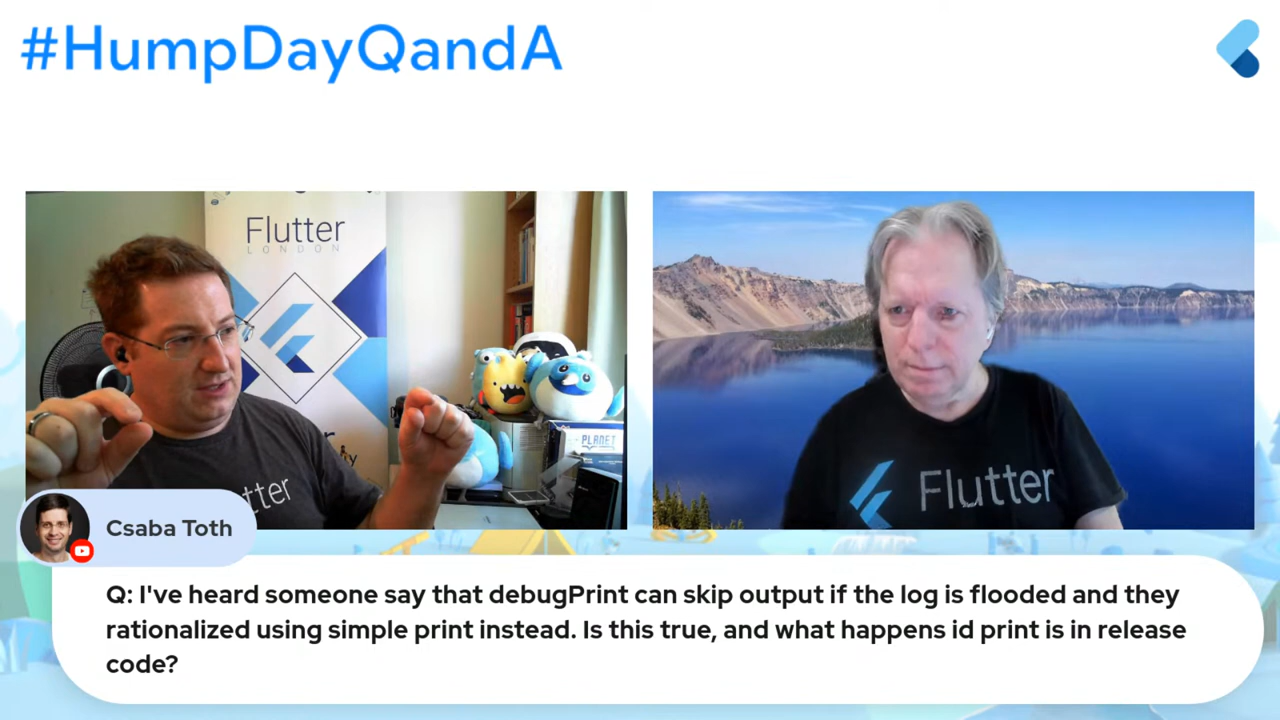 #HumpDayQandA
Flutter
LONDON
PLANET
tter
Flutter
Csaba Toth
Q: I've heard someone say that debugPrint can skip output if the log is flooded and they
rationalized using simple print instead. Is this true, and what happens id print is in release
code?